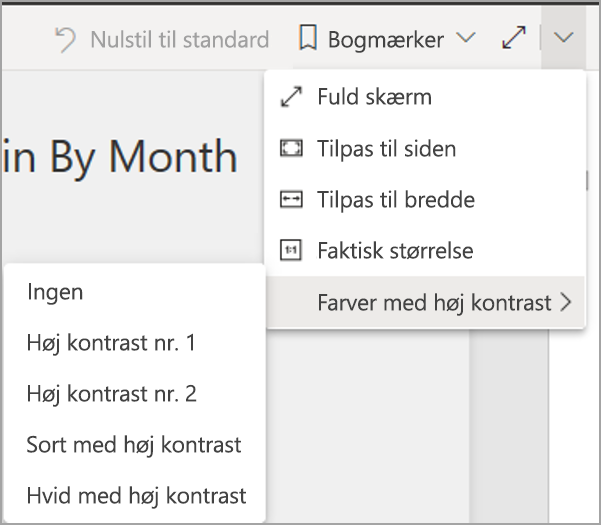 Nulstil til standard Bogmærker
Fuld skærm
in By Month
Tilpas til siden
Tilpas til bredde
1:1 Faktisk størrelse
Farver med høj kontrast
Ingen
Høj kontrast nr. 1
Høj kontrast nr. 2
Sort med høj kontrast
Hvid med høj kontrast